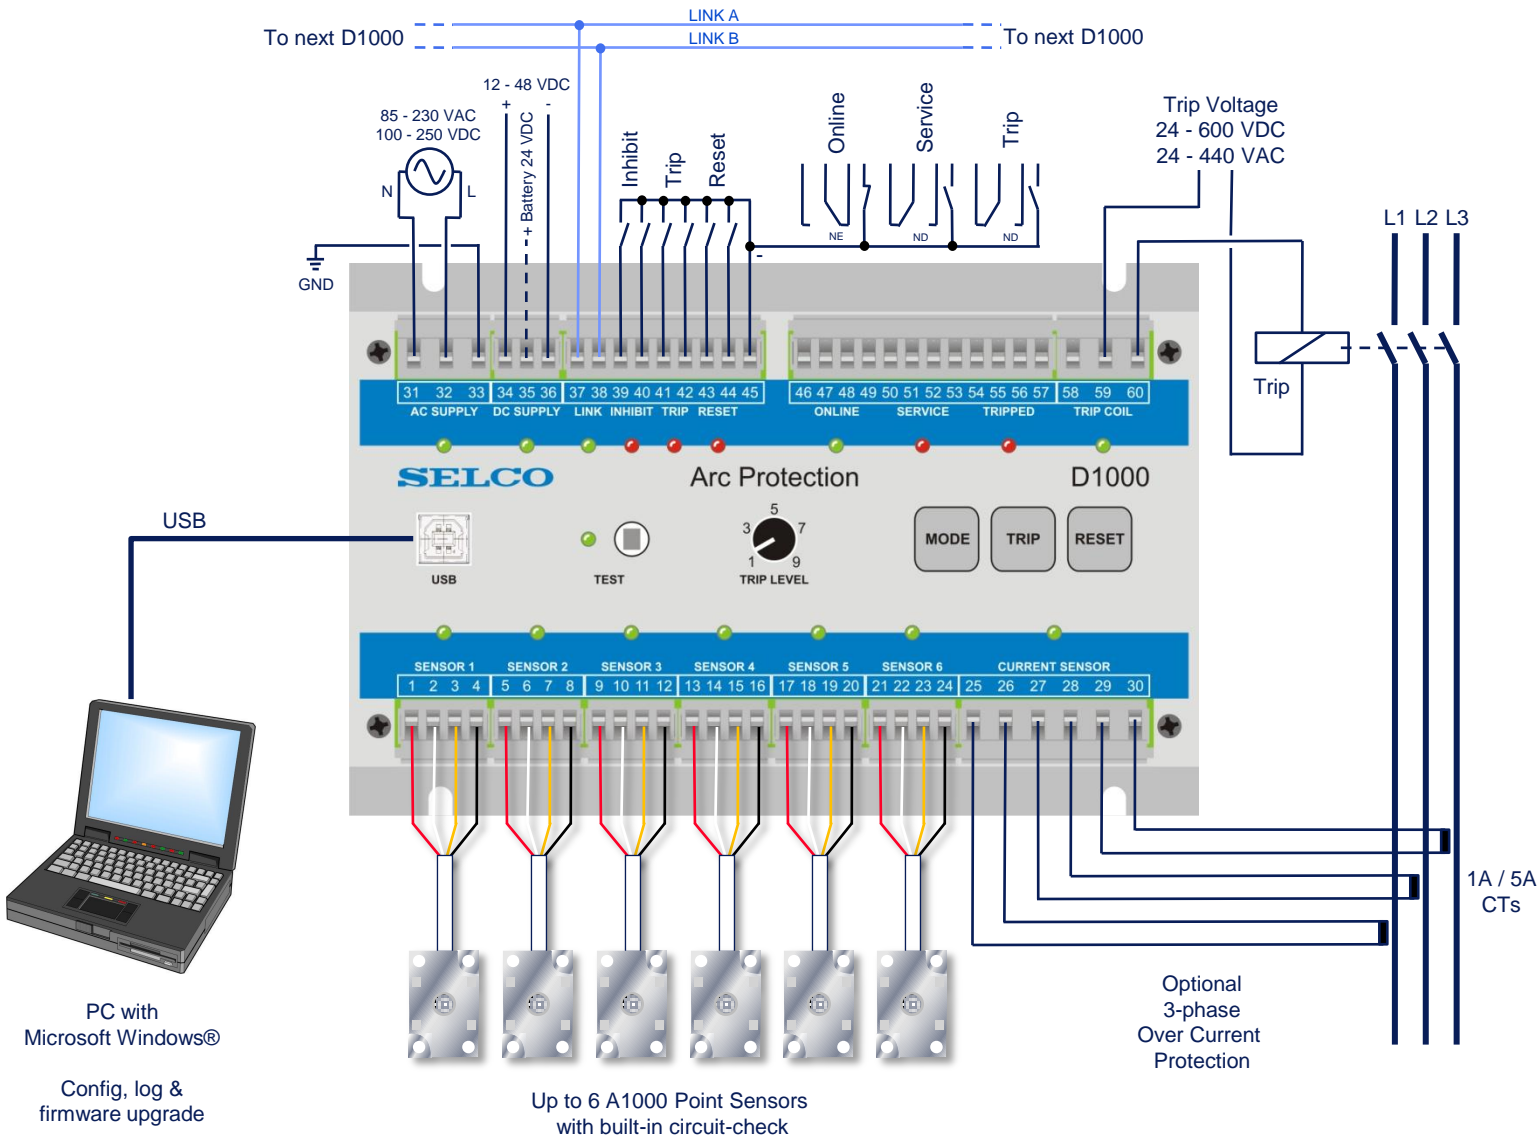 LINK A
To next D1000
To next D1000
LINK B
12 - 48 VDC
+
-
85 - 230 VAC
100 - 250 VDC
+ Battery 24 VDC
N
L
Inhibit
Trip
Reset
Online
Service
Trip
NE
ND
ND
-
GND
Trip Voltage
24 - 600 VDC
24 - 440 VAC
L1 L2 L3
Trip
31 32 33 34 35 36 37 38 39 40 41 42 43 44 45 46 47 48 49 50 51 52 53 54 55 56 57 58 59 60
AC SUPPLY DC SUPPLY LINK INHIBIT TRIP RESET ONLINE SERVICE TRIPPED TRIP COIL
SELCO
Arc Protection
D1000
USB
USB
TEST
1 3 5 7 9
TRIP LEVEL
MODE
TRIP
RESET
SENSOR 1 SENSOR 2 SENSOR 3 SENSOR 4 SENSOR 5 SENSOR 6 CURRENT SENSOR
1 2 3 4 5 6 7 8 9 10 11 12 13 14 15 16 17 18 19 20 21 22 23 24 25 26 27 28 29 30
1A / 5A
CTs
PC with
Microsoft Windows®
Config, log &
firmware upgrade
Up to 6 A1000 Point Sensors
with built-in circuit-check
Optional
3-phase
Over Current
Protection